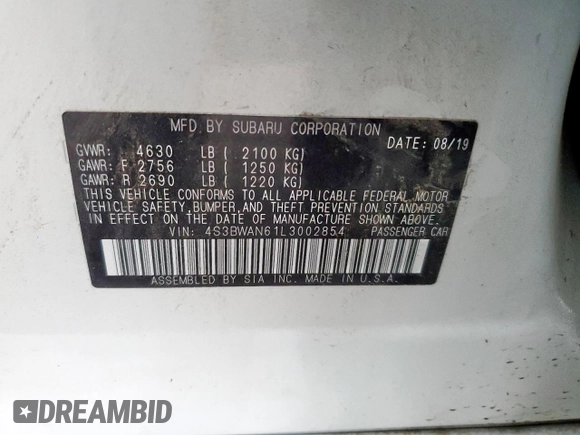 MFD. BY SUBARU CORPORATION
DATE: 08/19
GVWR: 4630 LB ( 2100 KG)
GAWR: F 2756 LB ( 1250 KG)
GAWR: R 2690 LB ( 1220 KG)
THIS VEHICLE CONFORMS TO ALL APPLICABLE FEDERAL MOTOR
VEHICLE SAFETY,BUMPER,AND THEFT PREVENTION STANDARDS
IN EFFECT ON THE DATE OF MANUFACTURE SHOWN ABOVE.
VIN: 4S3BWAN61L3002854 PASSENGER CAR
ASSEMBLED BY SIA INC. MADE IN U.S.A.
DREAMBID